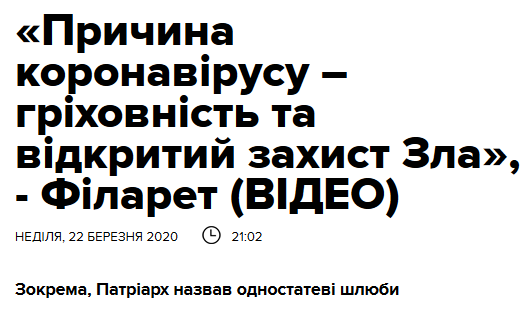 «Причина
коронавірусу –
гріховність та
відкритий захист Зла»,
- Філарет (ВІДЕО)
НЕДІЛЯ, 22 БЕРЕЗНЯ 2020 21:02
Зокрема, Патріарх назвав одностатеві шлюби